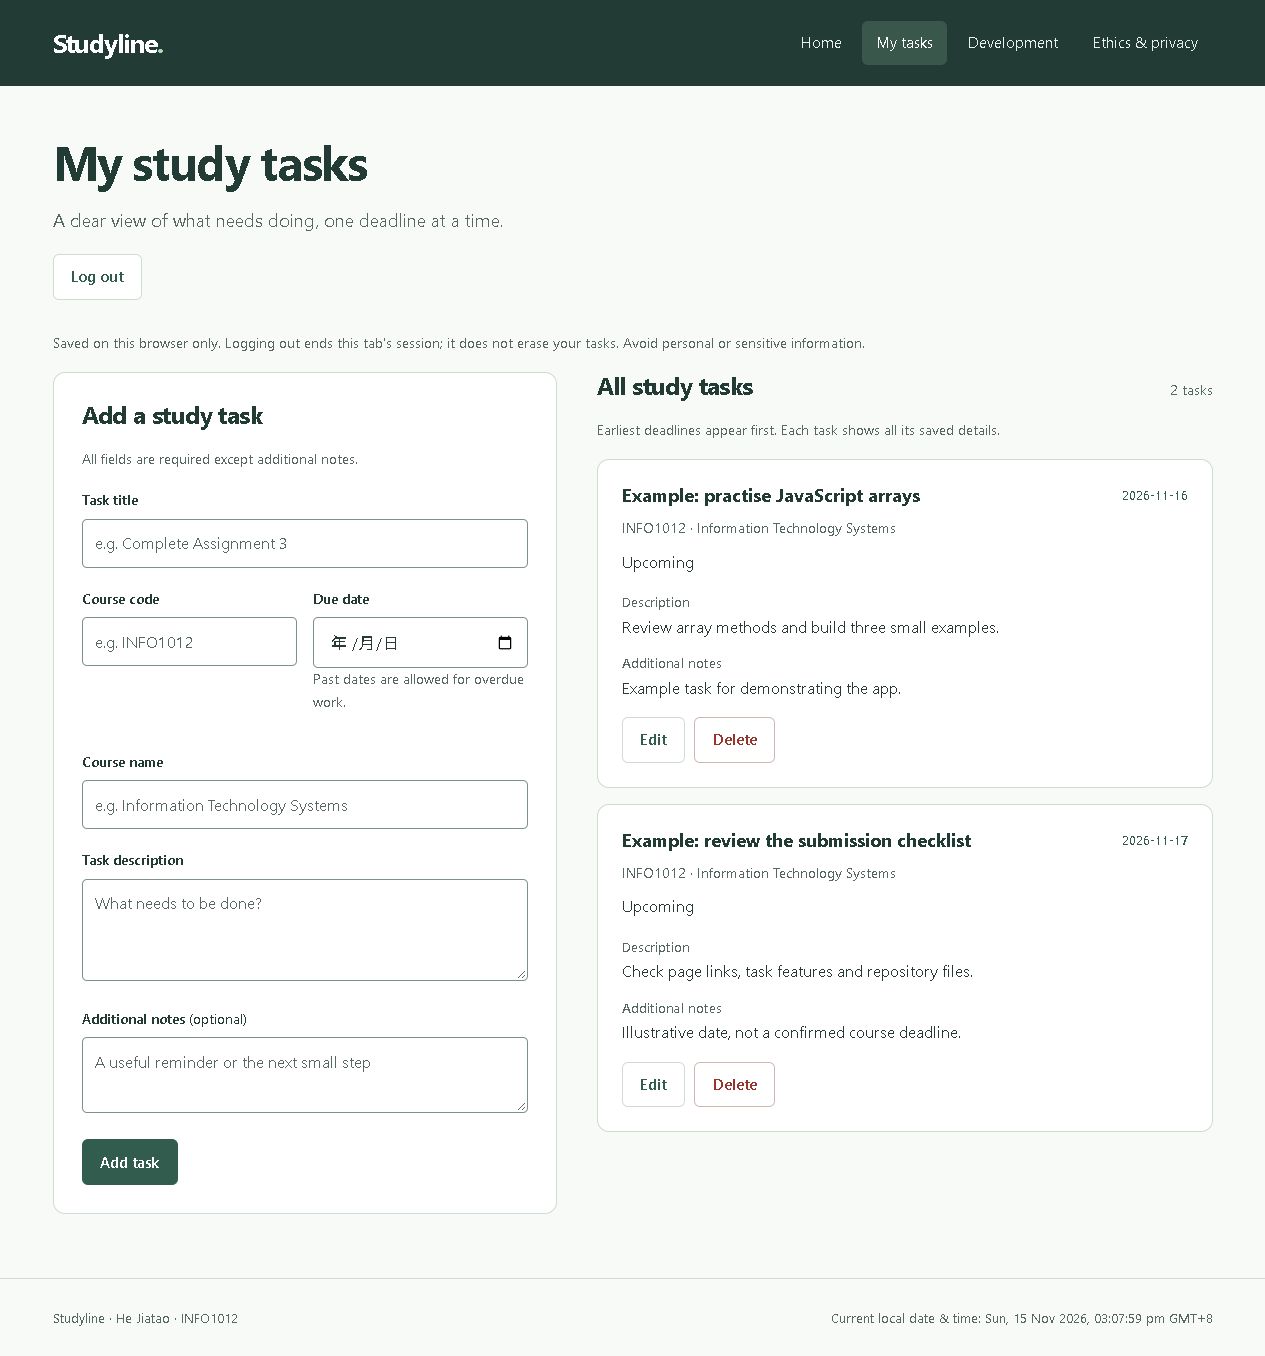 Studyline.
Home My tasks Development Ethics & privacy
My study tasks
A clear view of what needs doing, one deadline at a time.
Log out
Saved on this browser only. Logging out ends this tab's session; it does not erase your tasks. Avoid personal or sensitive information.
Add a study task
All fields are required except additional notes.
Task title
e.g. Complete Assignment 3
Course code
e.g. INFO1012
Due date
年/月/日
Past dates are allowed for overdue
work.
Course name
e.g. Information Technology Systems
Task description
What needs to be done?
Additional notes (optional)
A useful reminder or the next small step
Add task
All study tasks
2 tasks
Earliest deadlines appear first. Each task shows all its saved details.
Example: practise JavaScript arrays
2026-11-16
INFO1012 · Information Technology Systems
Upcoming
Description
Review array methods and build three small examples.
Additional notes
Example task for demonstrating the app.
Edit Delete
Example: review the submission checklist
2026-11-17
INFO1012 · Information Technology Systems
Upcoming
Description
Check page links, task features and repository files.
Additional notes
Illustrative date, not a confirmed course deadline.
Edit Delete
Studyline · He Jiatao · INFO1012
Current local date & time: Sun, 15 Nov 2026, 03:07:59 pm GMT+8